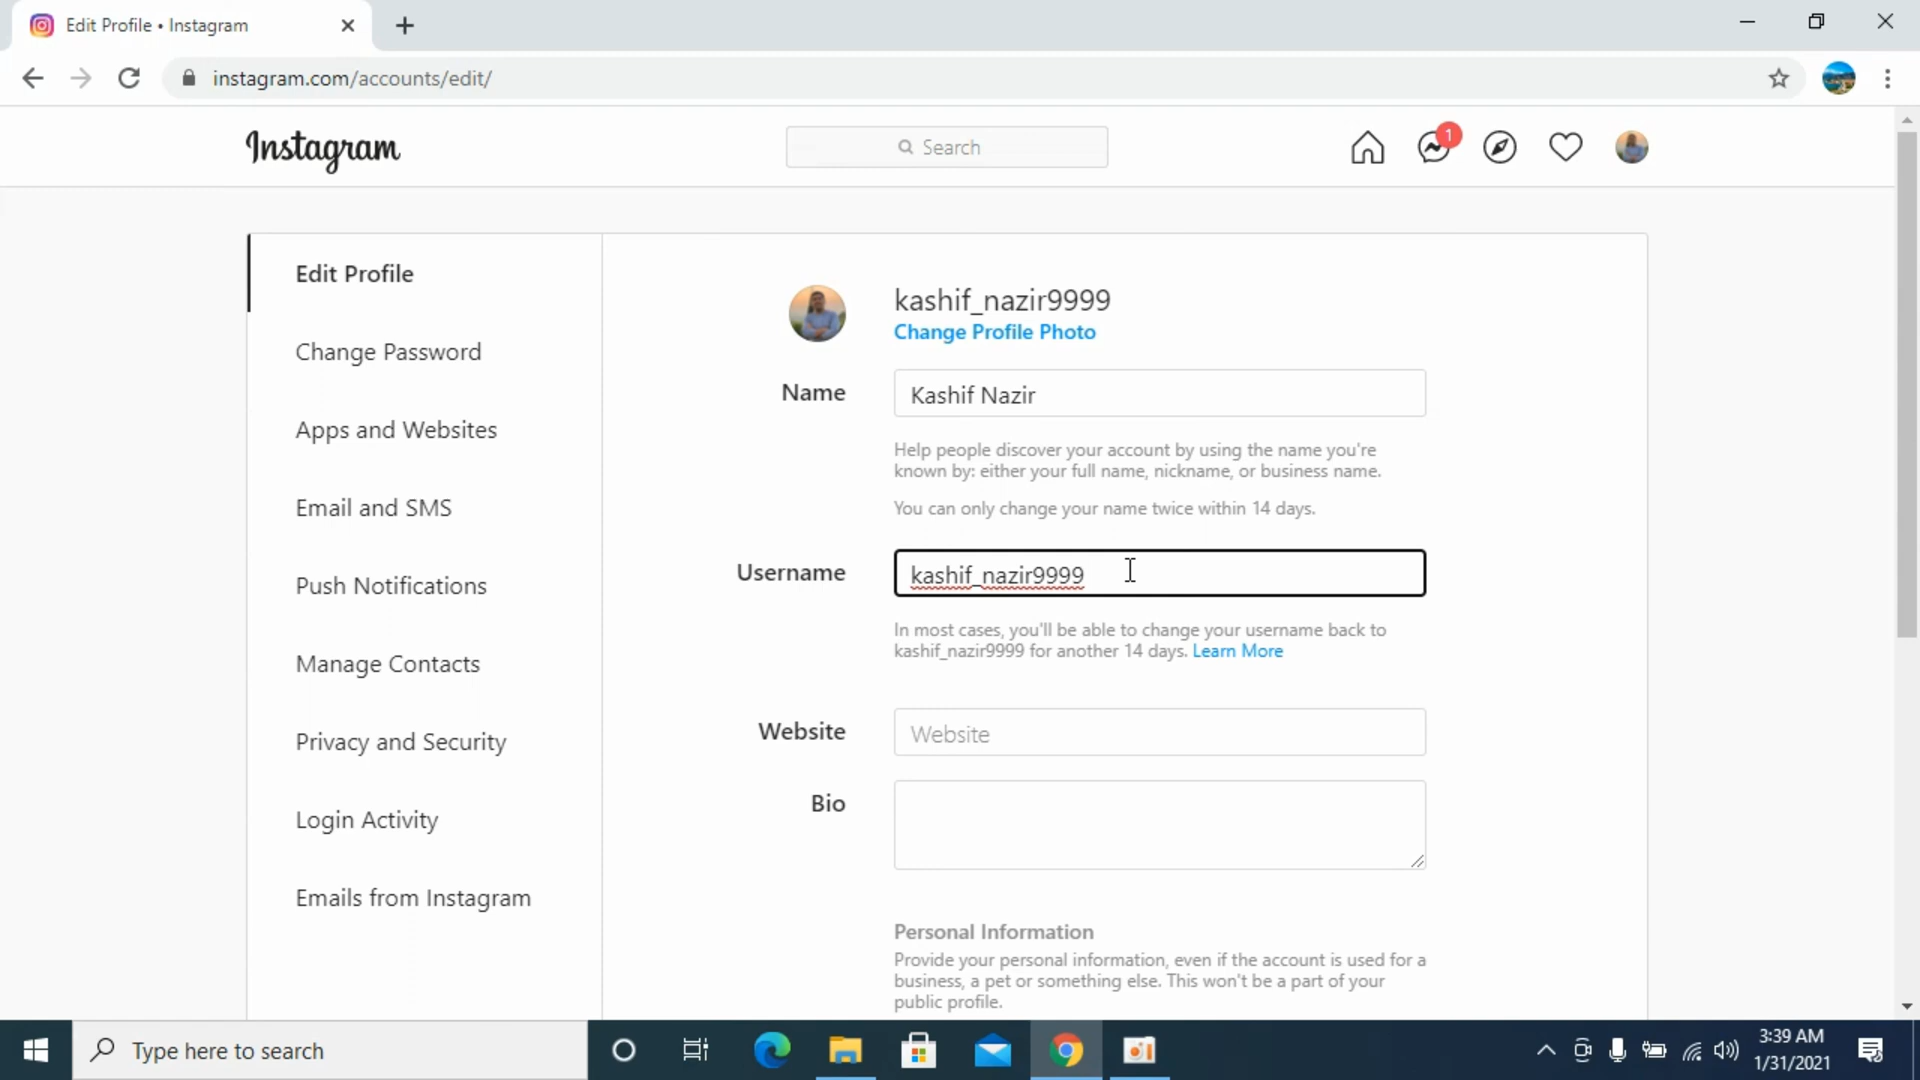 Edit Profile • Instagram
instagram.com/accounts/edit/
Instagram
Search
1
Edit Profile
Change Password
Apps and Websites
Email and SMS
Push Notifications
Manage Contacts
Privacy and Security
Login Activity
Emails from Instagram
kashif_nazir9999
Change Profile Photo
Name
Kashif Nazir
Help people discover your account by using the name you're
known by: either your full name, nickname, or business name.
You can only change your name twice within 14 days.
Username
kashif_nazir9999
In most cases, you'll be able to change your username back to
kashif_nazir9999 for another 14 days. Learn More
Website
Website
Bio
Personal Information
Provide your personal information, even if the account is used for a
business, a pet or something else. This won't be a part of your
public profile.
Type here to search
3:39 AM
1/31/2021